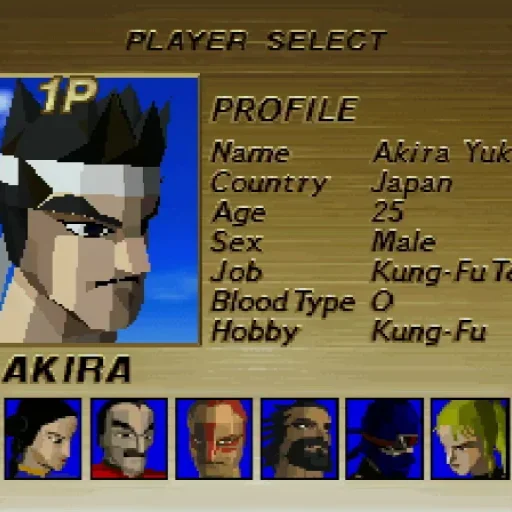 PLAYER SELECT
1P
PROFILE
Name Akira Yuk
Country Japan
Age 25
Sex Male
Job Kung-Fu Te
Blood Type O
Hobby Kung-Fu
AKIRA